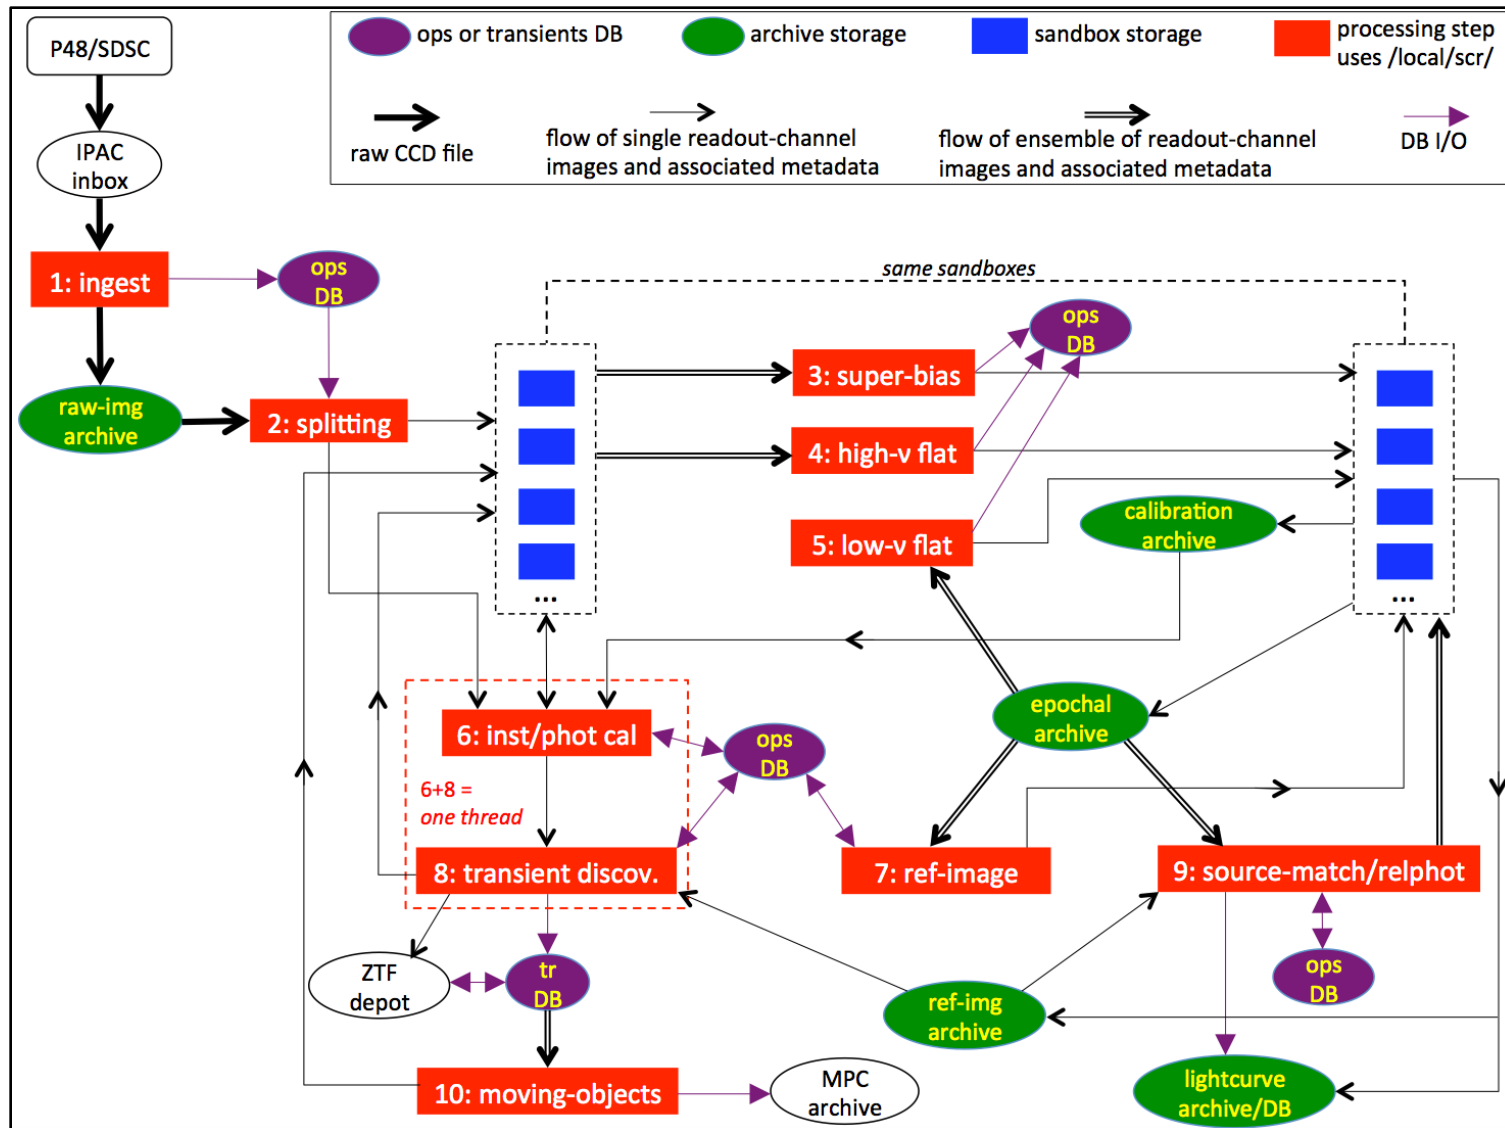 P48/SDSC
ops or transients DB
archive storage
sandbox storage
processing step
uses /local/scr/
raw CCD file
flow of single readout-channel
images and associated metadata
flow of ensemble of readout-channel
images and associated metadata
DB I/O
IPAC
inbox
1: ingest
ops
DB
same sandboxes
ops
DB
raw-img
archive
2: splitting
3: super-bias
4: high-ν flat
5: low-ν flat
calibration
archive
...
...
epochal
archive
6: inst/phot cal
ops
DB
6+8 =
one thread
8: transient discov.
7: ref-image
9: source-match/relphot
ZTF
depot
tr
DB
ops
DB
ref-img
archive
10: moving-objects
MPC
archive
lightcurve
archive/DB